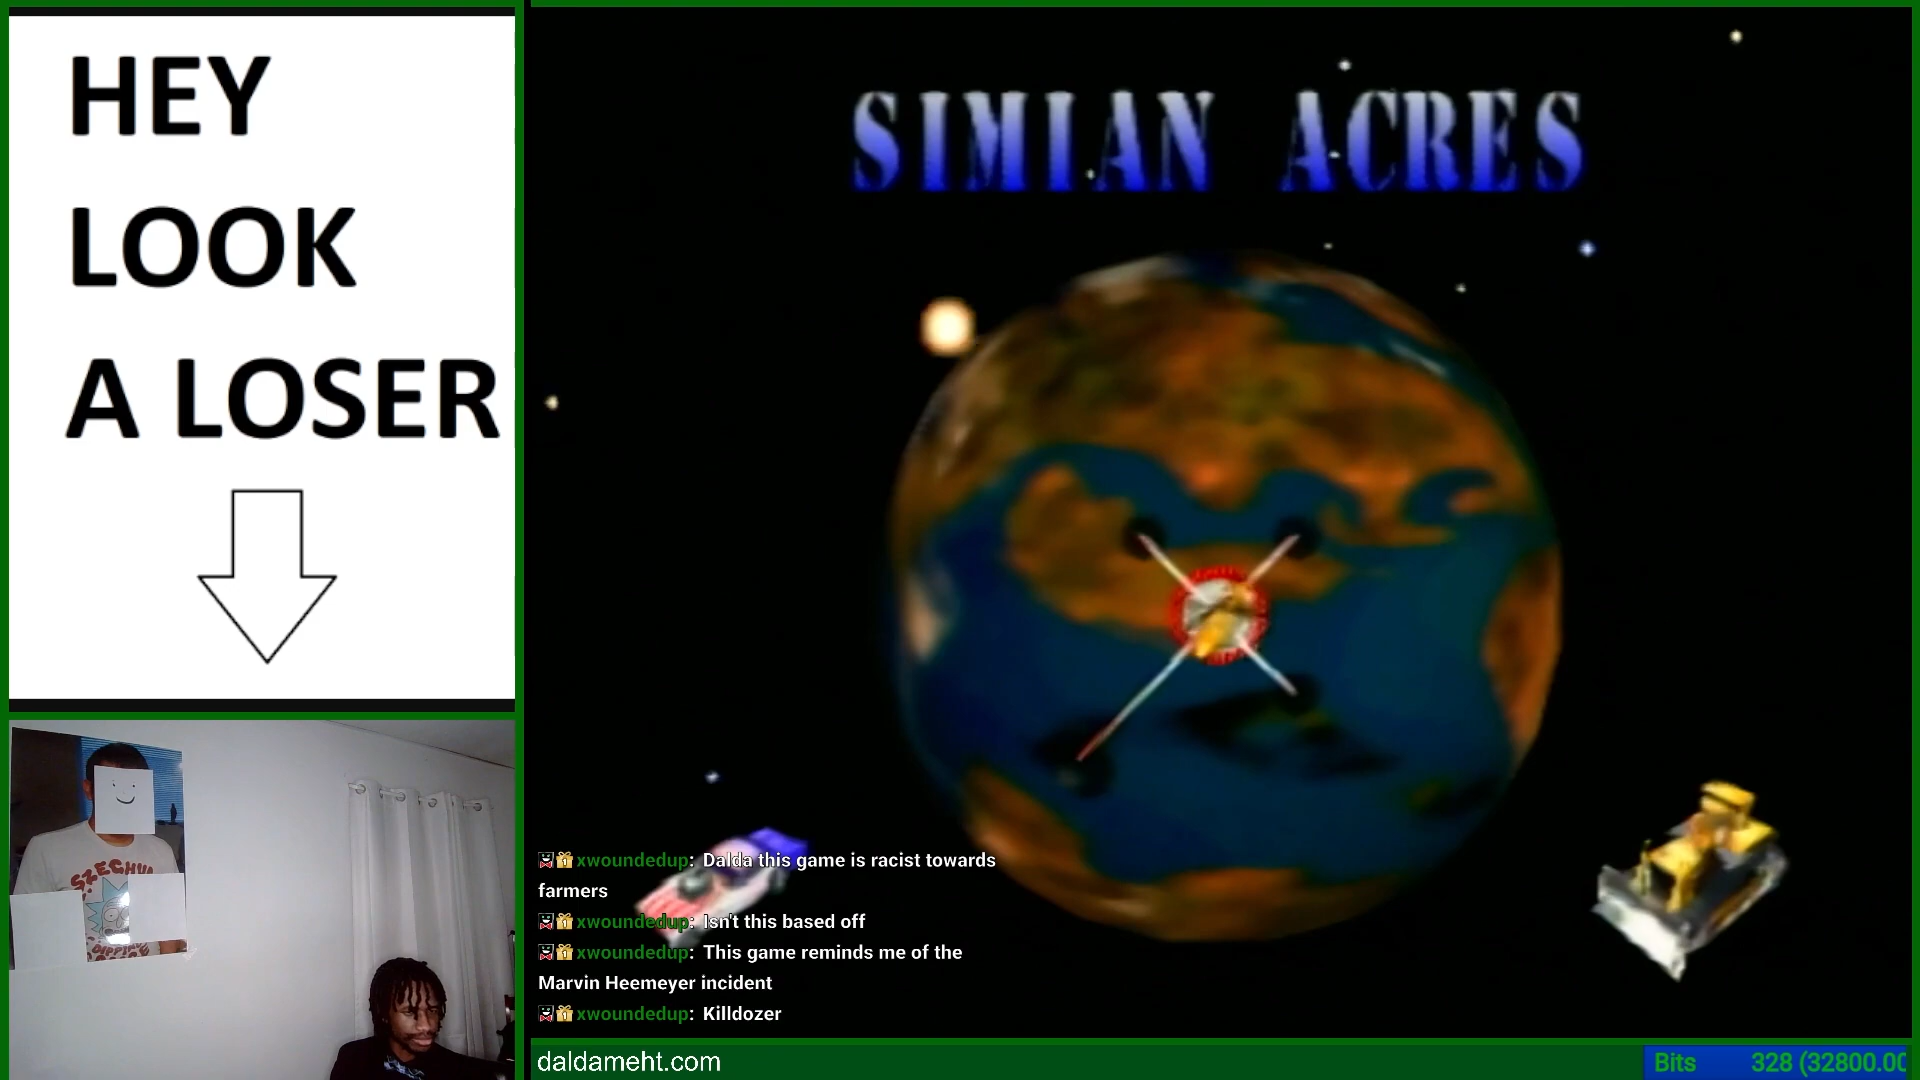 HEY
LOOK
A LOSER
SIMIAN ACRES
xwoundedup: Dalda this game is racist towards
farmers
xwoundedup: Isn't this based off
xwoundedup: This game reminds me of the
Marvin Heemeyer incident
xwoundedup: Killdozer
daldameht.com
Bits 328 (32800.00